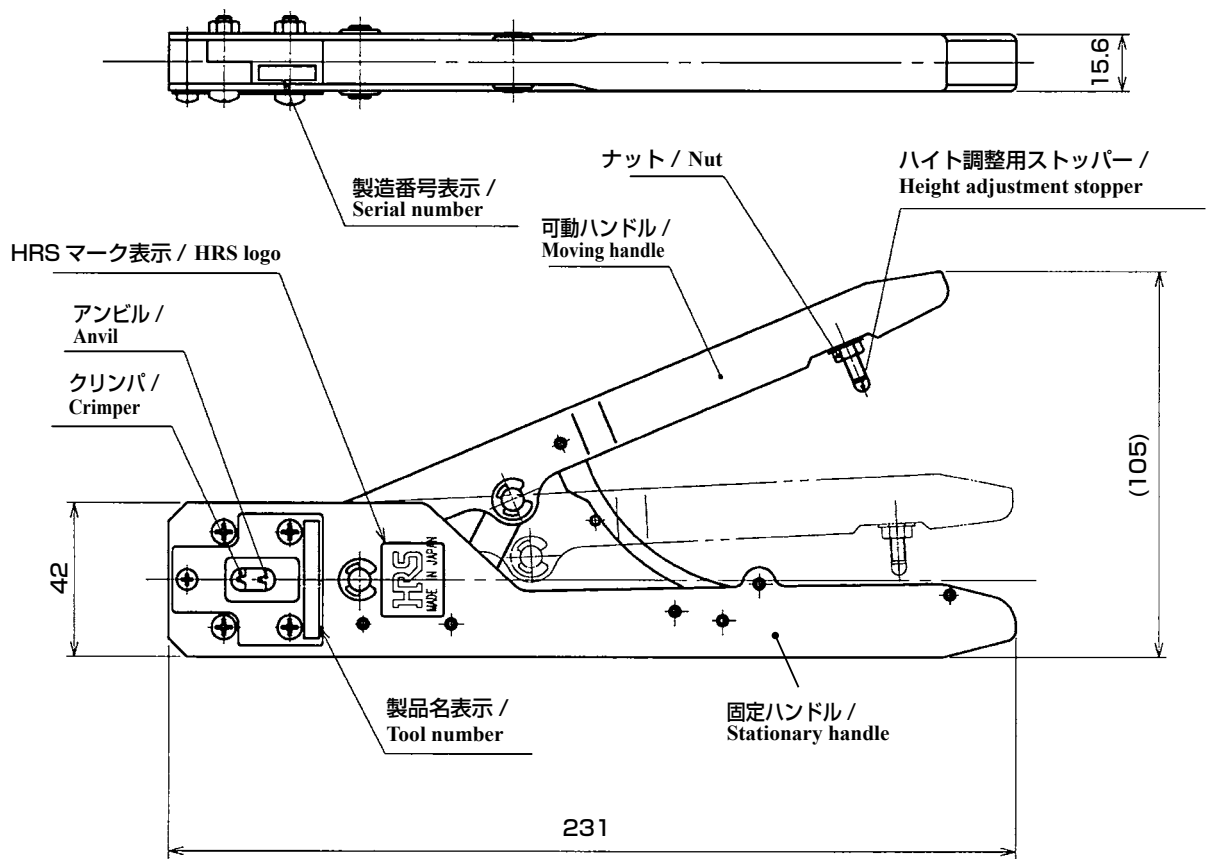 15.6
ナット / Nut
ハイト調整用ストッパー /
Height adjustment stopper
製造番号表示 /
Serial number
可動ハンドル /
Moving handle
HRS マーク表示 / HRS logo
アンビル /
Anvil
クリンパ /
Crimper
(105)
42
HRS
MADE IN JAPAN
製品名表示 /
Tool number
固定ハンドル /
Stationary handle
231